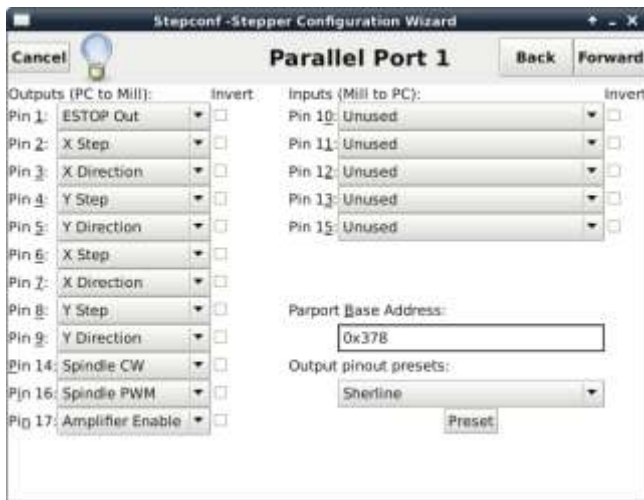 Stepconf -Stepper Configuration Wizard
Cancel
Parallel Port 1
Back
Forward
Outputs (PC to Mill):
Invert
Pin 1:
ESTOP Out
Pin 2:
X Step
Pin 3:
X Direction
Pin 4:
Y Step
Pin 5:
Y Direction
Pin 6:
X Step
Pin 7:
X Direction
Pin 8:
Y Step
Pin 9:
Y Direction
Pin 14:
Spindle CW
Pin 16:
Spindle PWM
Pin 17:
Amplifier Enable
Inputs (Mill to PC):
Invert
Pin 10:
Unused
Pin 11:
Unused
Pin 12:
Unused
Pin 13:
Unused
Pin 15:
Unused
Parport Base Address:
0x378
Output pinout presets:
Sherline
Preset